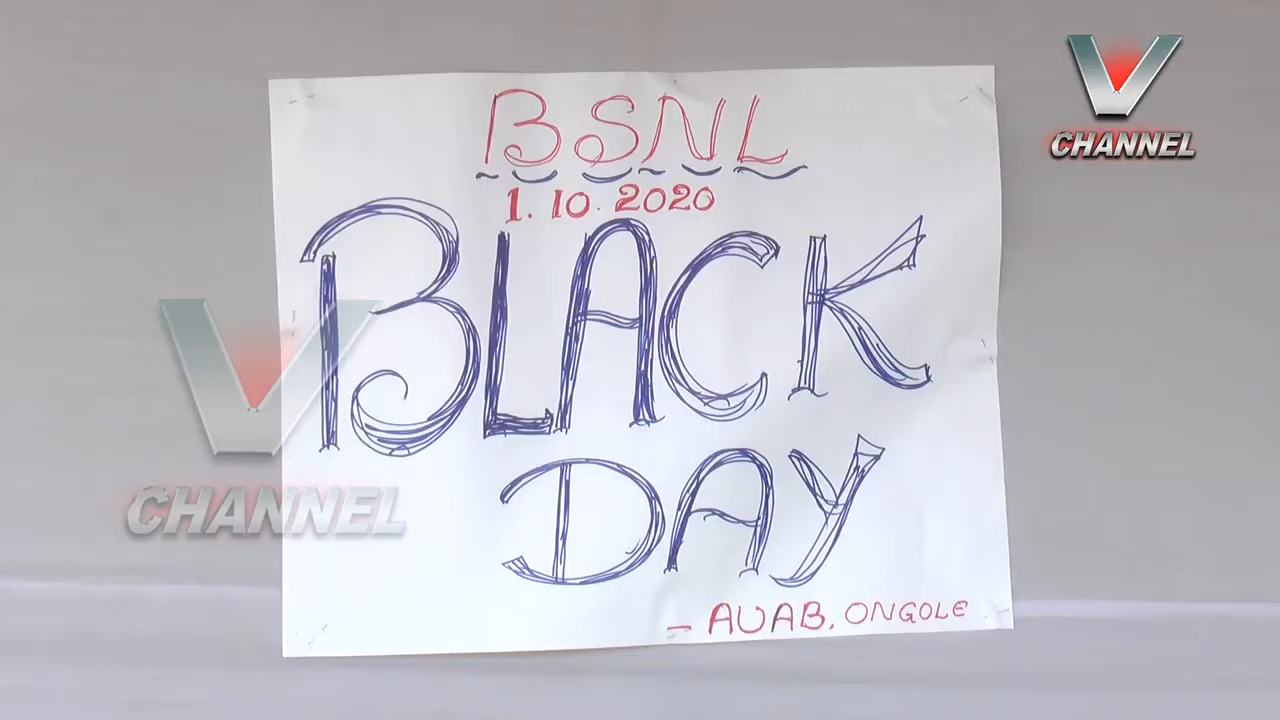 V
CHANNEL
BSNL
1.10.2020
BLACK
DAY
– AUAB. ONGOLE
V
CHANNEL